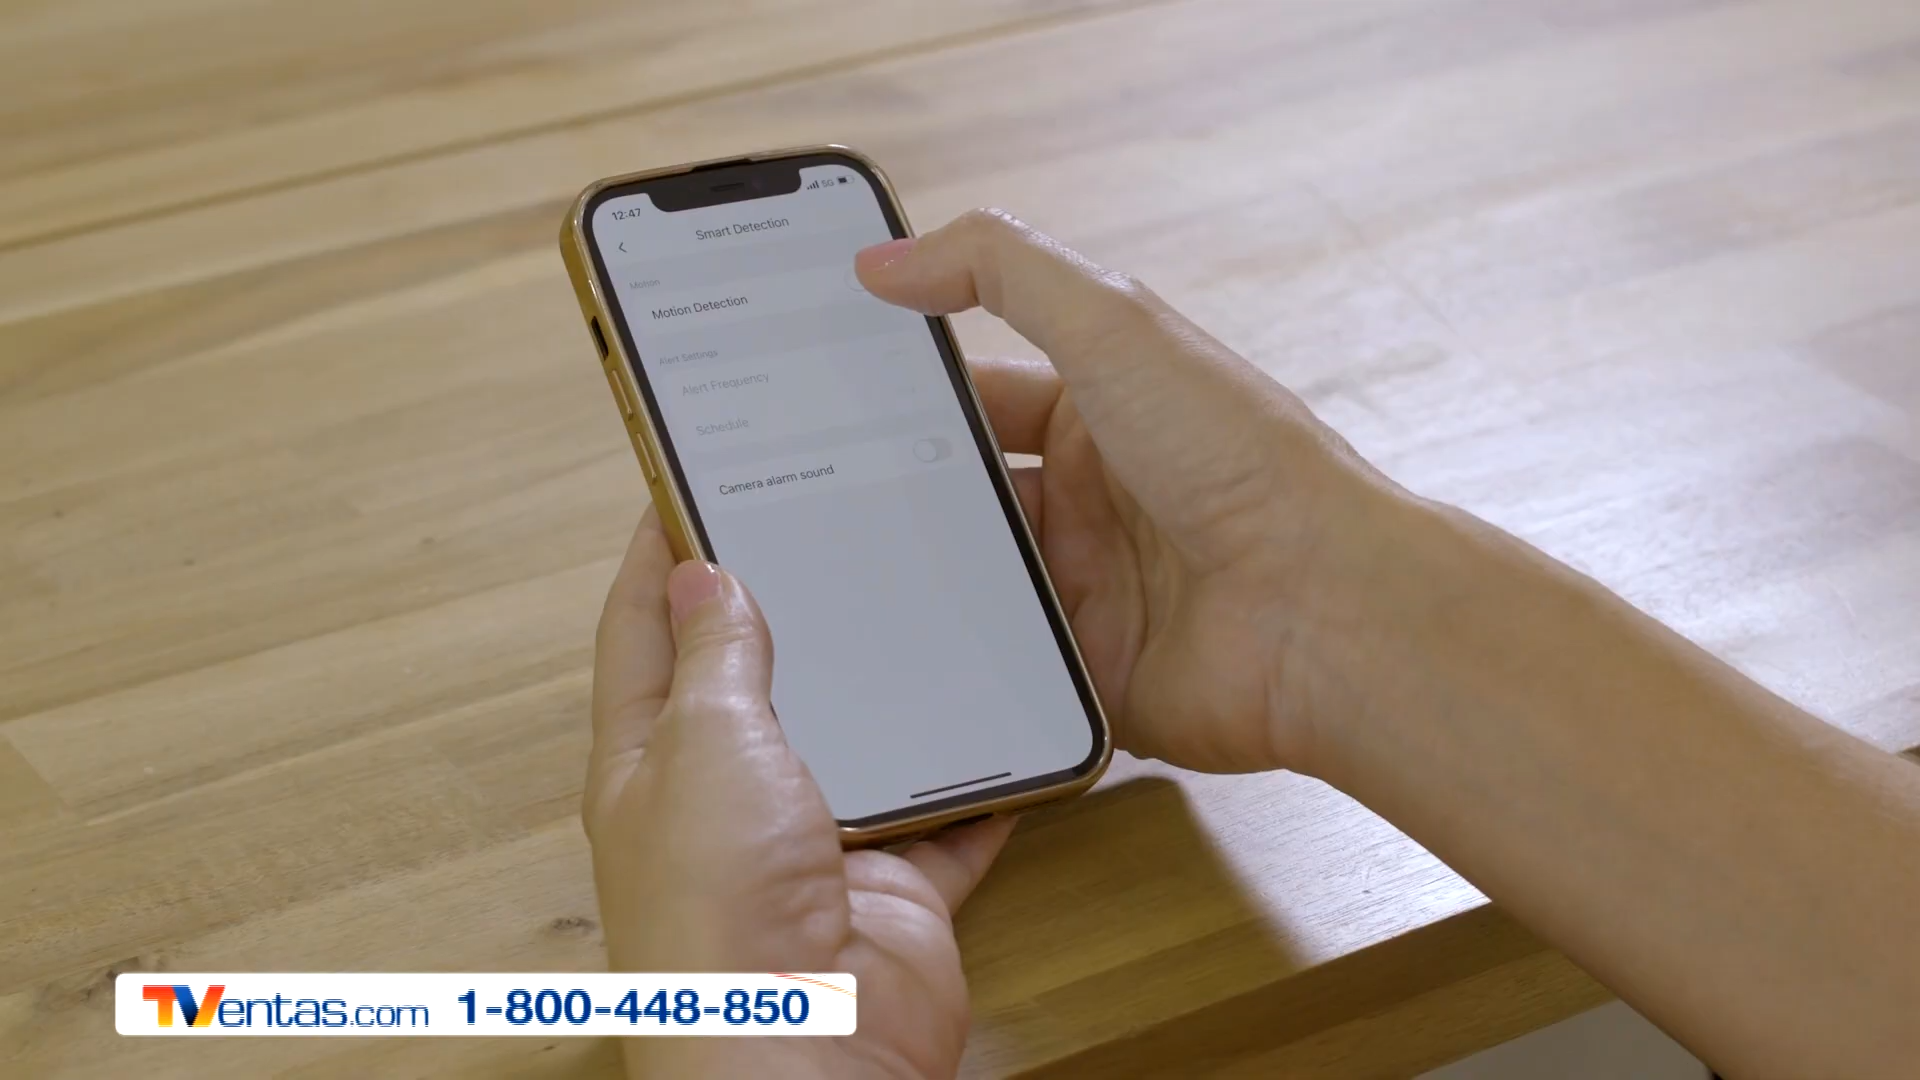 12:47 5G
Smart Detection
Motion
Motion Detection
Alert Settings
Alert Frequency
Schedule
Camera alarm sound
TVentas.com 1-800-448-850